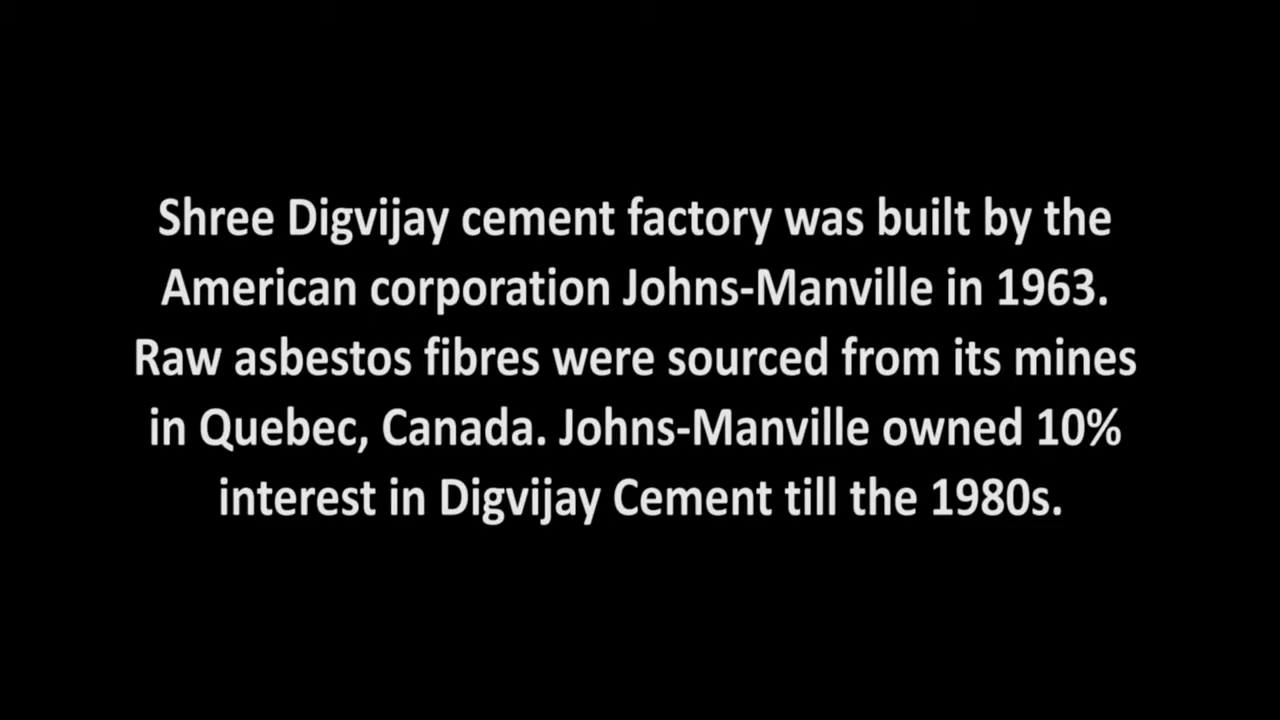 Shree Digvijay cement factory was built by the
American corporation Johns-Manville in 1963.
Raw asbestos fibres were sourced from its mines
in Quebec, Canada. Johns-Manville owned 10%
interest in Digvijay Cement till the 1980s.